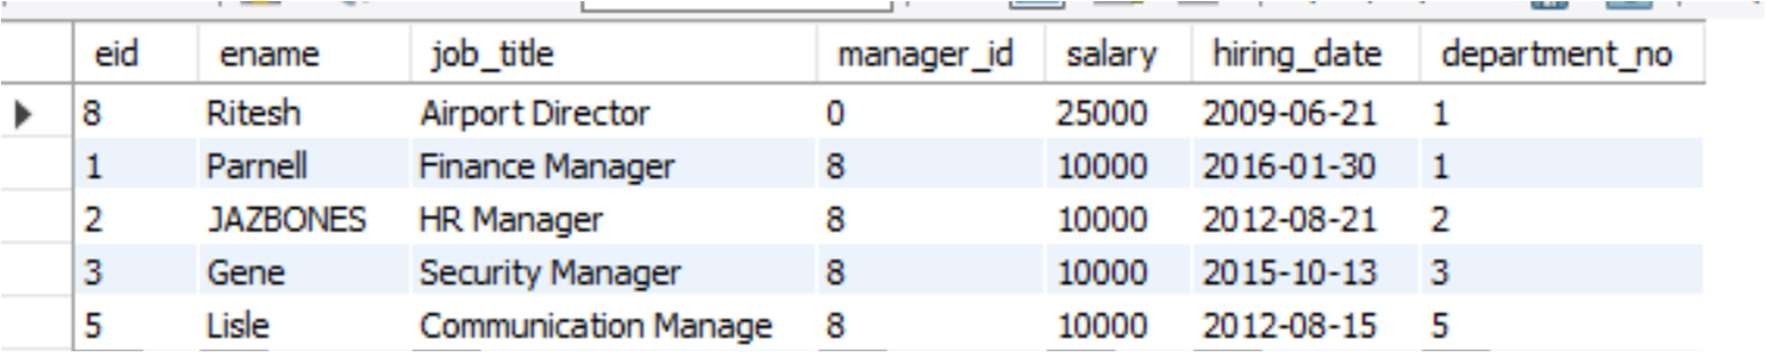 eid ename job_title manager_id salary hiring_date department_no
8 Ritesh Airport Director 0 25000 2009-06-21 1
1 Parnell Finance Manager 8 10000 2016-01-30 1
2 JAZBONES HR Manager 8 10000 2012-08-21 2
3 Gene Security Manager 8 10000 2015-10-13 3
5 Lisle Communication Manage 8 10000 2012-08-15 5